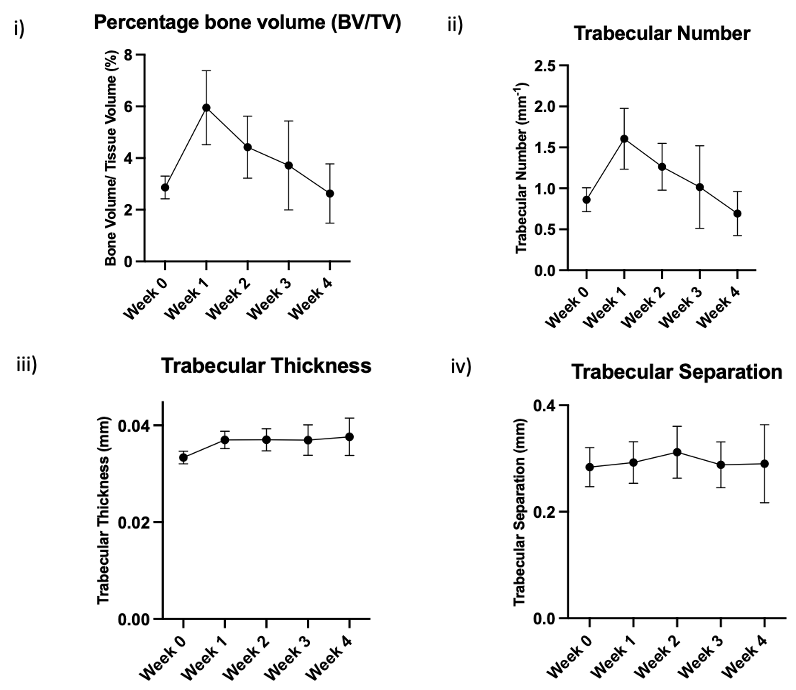 i)
Percentage bone volume (BV/TV)
Bone Volume/ Tissue Volume (%)
8
6
4
2
0
Week 0
Week 1
Week 2
Week 3
Week 4
ii)
Trabecular Number
Trabecular Number (mm⁻¹)
2.5
2.0
1.5
1.0
0.5
0.0
Week 0
Week 1
Week 2
Week 3
Week 4
iii)
Trabecular Thickness
Trabecular Thickness (mm)
0.04
0.02
0.00
Week 0
Week 1
Week 2
Week 3
Week 4
iv)
Trabecular Separation
Trabecular Separation (mm)
0.4
0.2
0.0
Week 0
Week 1
Week 2
Week 3
Week 4